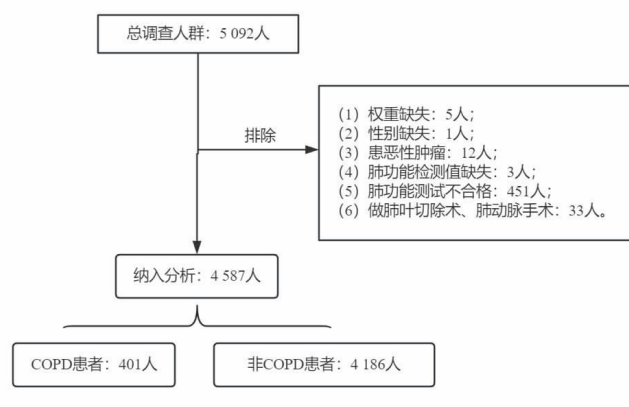 总调查人群：5 092人
排除
（1）权重缺失：5人；
（2）性别缺失：1人；
（3）患恶性肿瘤：12人；
（4）肺功能检测值缺失：3人；
（5）肺功能测试不合格：451人；
（6）做肺叶切除术、肺动脉手术：33人。
纳入分析：4 587人
COPD患者：401人
非COPD患者：4 186人